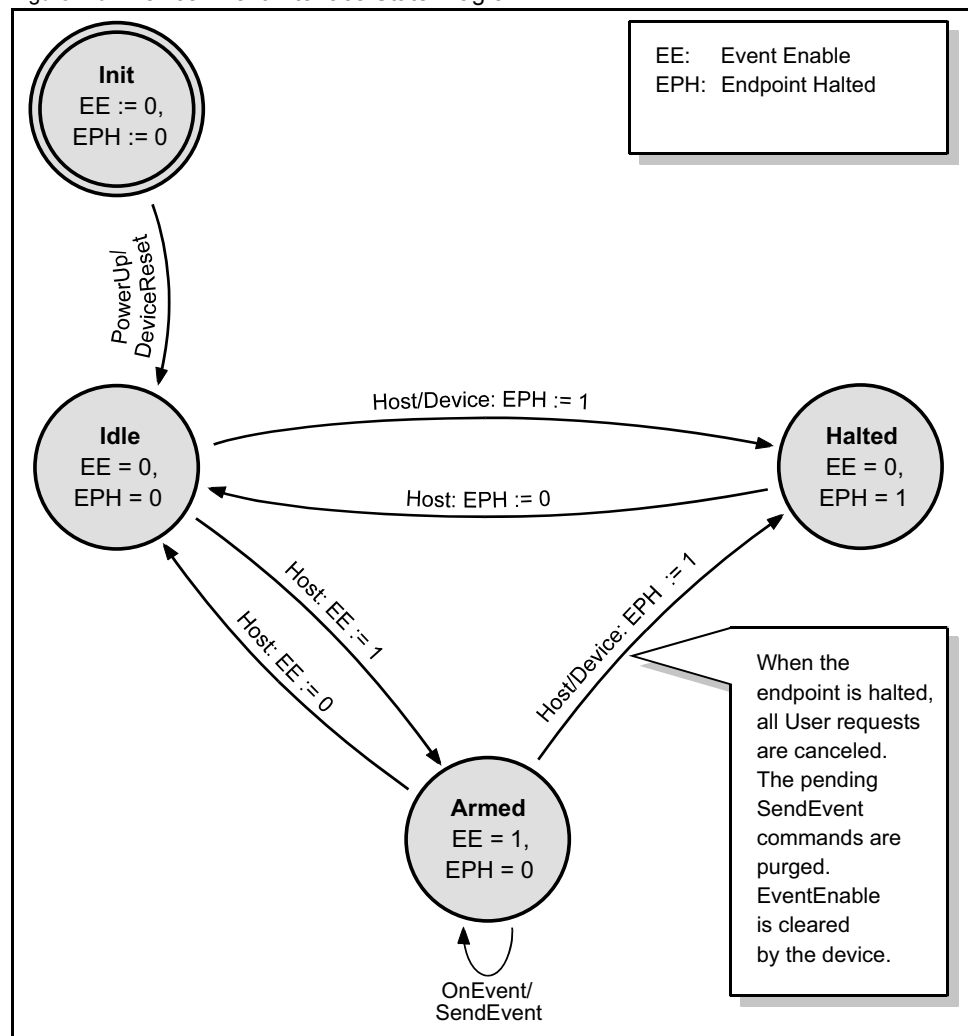 Init
EE := 0,
EPH := 0
EE: Event Enable
EPH: Endpoint Halted
PowerUp/
DeviceReset
Host/Device: EPH := 1
Idle
EE = 0,
EPH = 0
Halted
EE = 0,
EPH = 1
Host: EPH := 0
Host: EE := 1
Host: EE := 0
Host/Device: EPH := 1
When the
endpoint is halted,
all User requests
are canceled.
The pending
SendEvent
commands are
purged.
EventEnable
is cleared
by the device.
Armed
EE = 1,
EPH = 0
OnEvent/
SendEvent